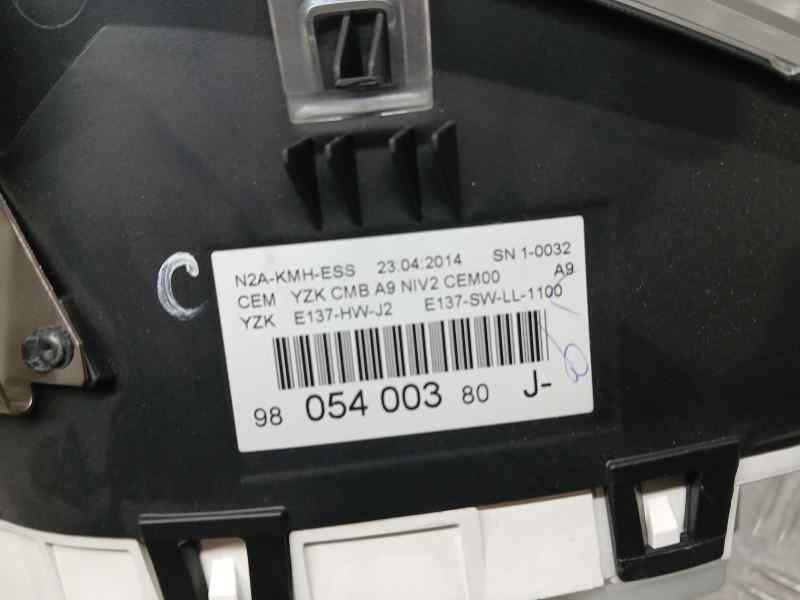 C
N2A-KMH-ESS 23.04:2014 SN 1-0032
CEM YZK CMB A9 NIV2 CEM00 A9
YZK E137-HW-J2 E137-SW-LL-1100
98 054 003 80 J-